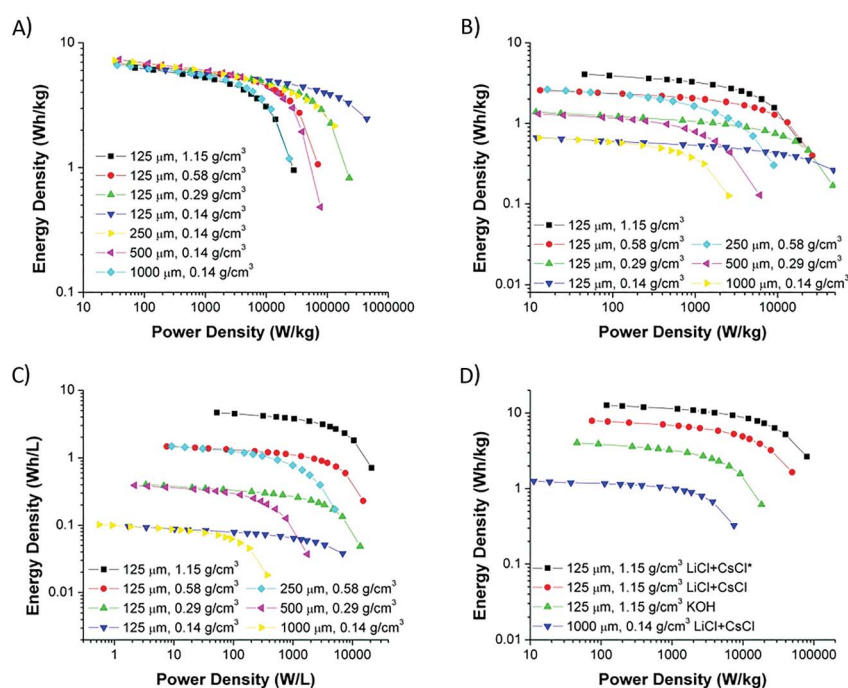 A)
10
1
0.1
Energy Density (Wh/kg)
125 μm, 1.15 g/cm³
125 μm, 0.58 g/cm³
125 μm, 0.29 g/cm³
125 μm, 0.14 g/cm³
250 μm, 0.14 g/cm³
500 μm, 0.14 g/cm³
1000 μm, 0.14 g/cm³
10 100 1000 10000 100000 1000000
Power Density (W/kg)
B)
10
1
0.1
0.01
Energy Density (Wh/kg)
125 μm, 1.15 g/cm³
125 μm, 0.58 g/cm³ 250 μm, 0.58 g/cm³
125 μm, 0.29 g/cm³ 500 μm, 0.29 g/cm³
125 μm, 0.14 g/cm³ 1000 μm, 0.14 g/cm³
10 100 1000 10000
Power Density (W/kg)
C)
10
1
0.1
0.01
Energy Density (Wh/L)
125 μm, 1.15 g/cm³
125 μm, 0.58 g/cm³ 250 μm, 0.58 g/cm³
125 μm, 0.29 g/cm³ 500 μm, 0.29 g/cm³
125 μm, 0.14 g/cm³ 1000 μm, 0.14 g/cm³
1 10 100 1000 10000
Power Density (W/L)
D)
10
1
0.1
0.01
Energy Density (Wh/kg)
125 μm, 1.15 g/cm³ LiCl+CsCl*
125 μm, 1.15 g/cm³ LiCl+CsCl
125 μm, 1.15 g/cm³ KOH
1000 μm, 0.14 g/cm³ LiCl+CsCl
100 1000 10000 100000
Power Density (W/kg)